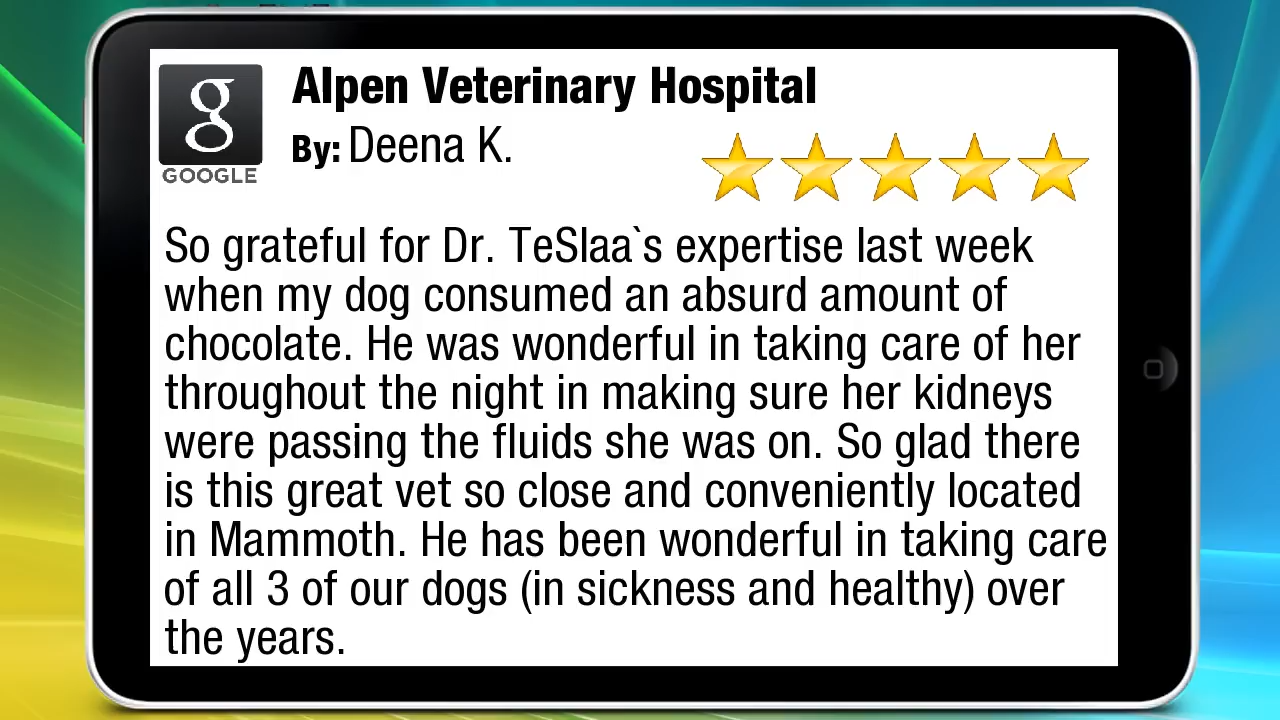 g
GOOGLE
Alpen Veterinary Hospital
By: Deena K.
So grateful for Dr. TeSlaa`s expertise last week
when my dog consumed an absurd amount of
chocolate. He was wonderful in taking care of her
throughout the night in making sure her kidneys
were passing the fluids she was on. So glad there
is this great vet so close and conveniently located
in Mammoth. He has been wonderful in taking care
of all 3 of our dogs (in sickness and healthy) over
the years.